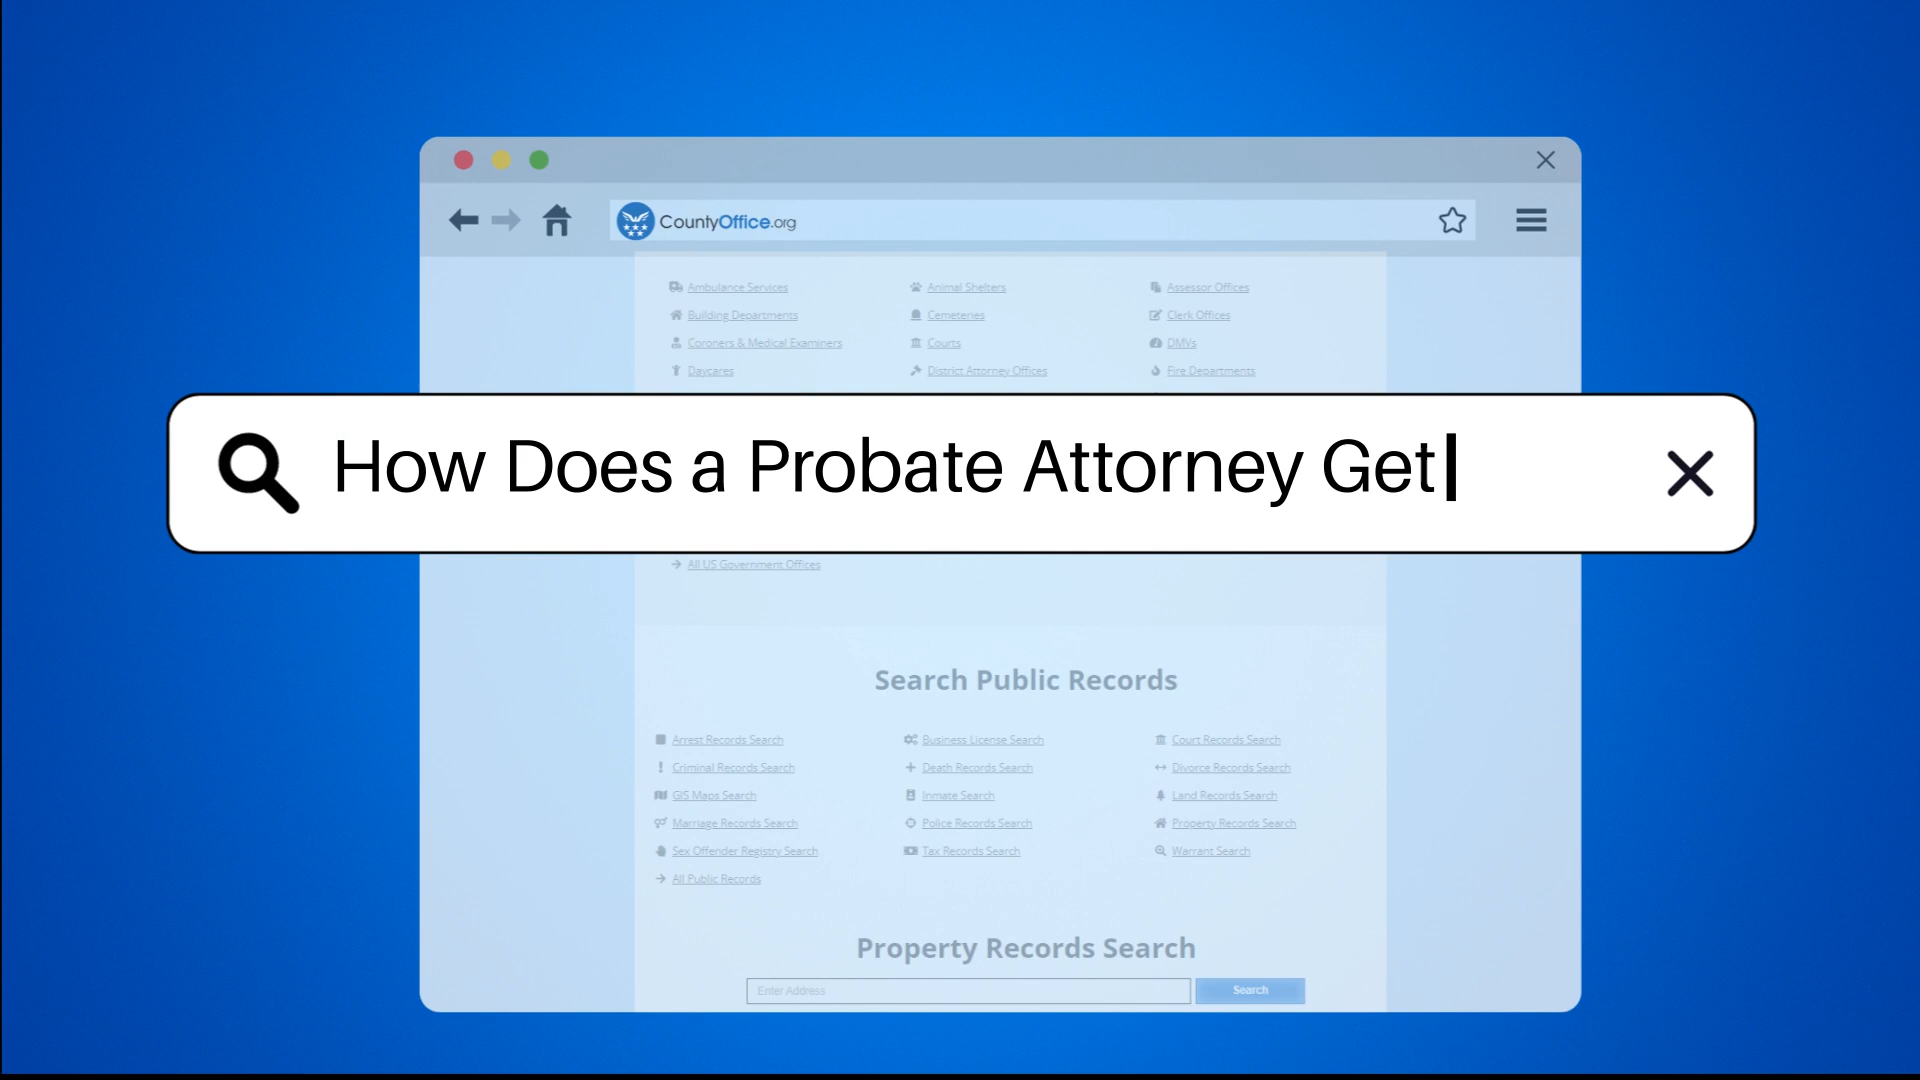 CountyOffice.org
Ambulance Services Animal Shelters Assessor Offices
Building Departments Cemeteries Clerk Offices
Coroners & Medical Examiners Courts DMVs
Daycares District Attorney Offices Fire Departments
How Does a Probate Attorney Get
All US Government Offices
Search Public Records
Arrest Records Search Business License Search Court Records Search
Criminal Records Search Death Records Search Divorce Records Search
GIS Maps Search Inmate Search Land Records Search
Marriage Records Search Police Records Search Property Records Search
Sex Offender Registry Search Tax Records Search Warrant Search
All Public Records
Property Records Search
Enter Address Search